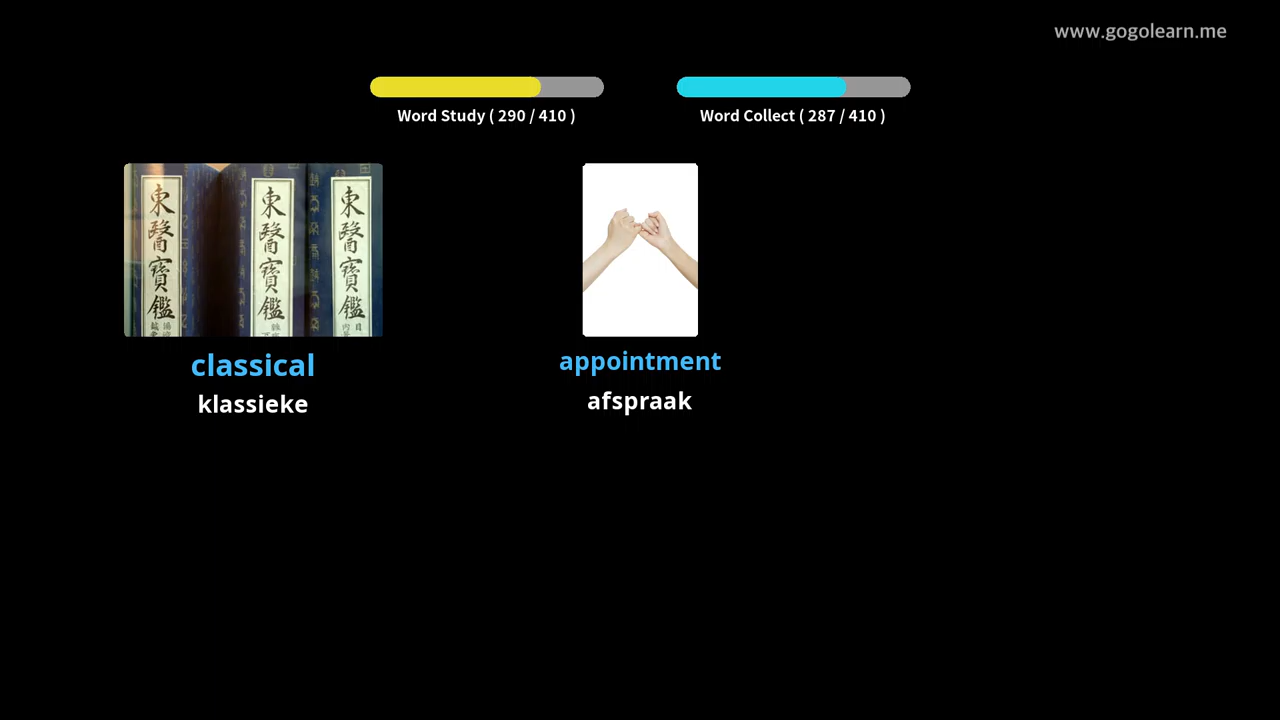 www.gogolearn.me
Word Study ( 290 / 410 )
Word Collect ( 287 / 410 )
東醫寶鑑
東醫寶鑑
東醫寶鑑
classical
klassieke
appointment
afspraak